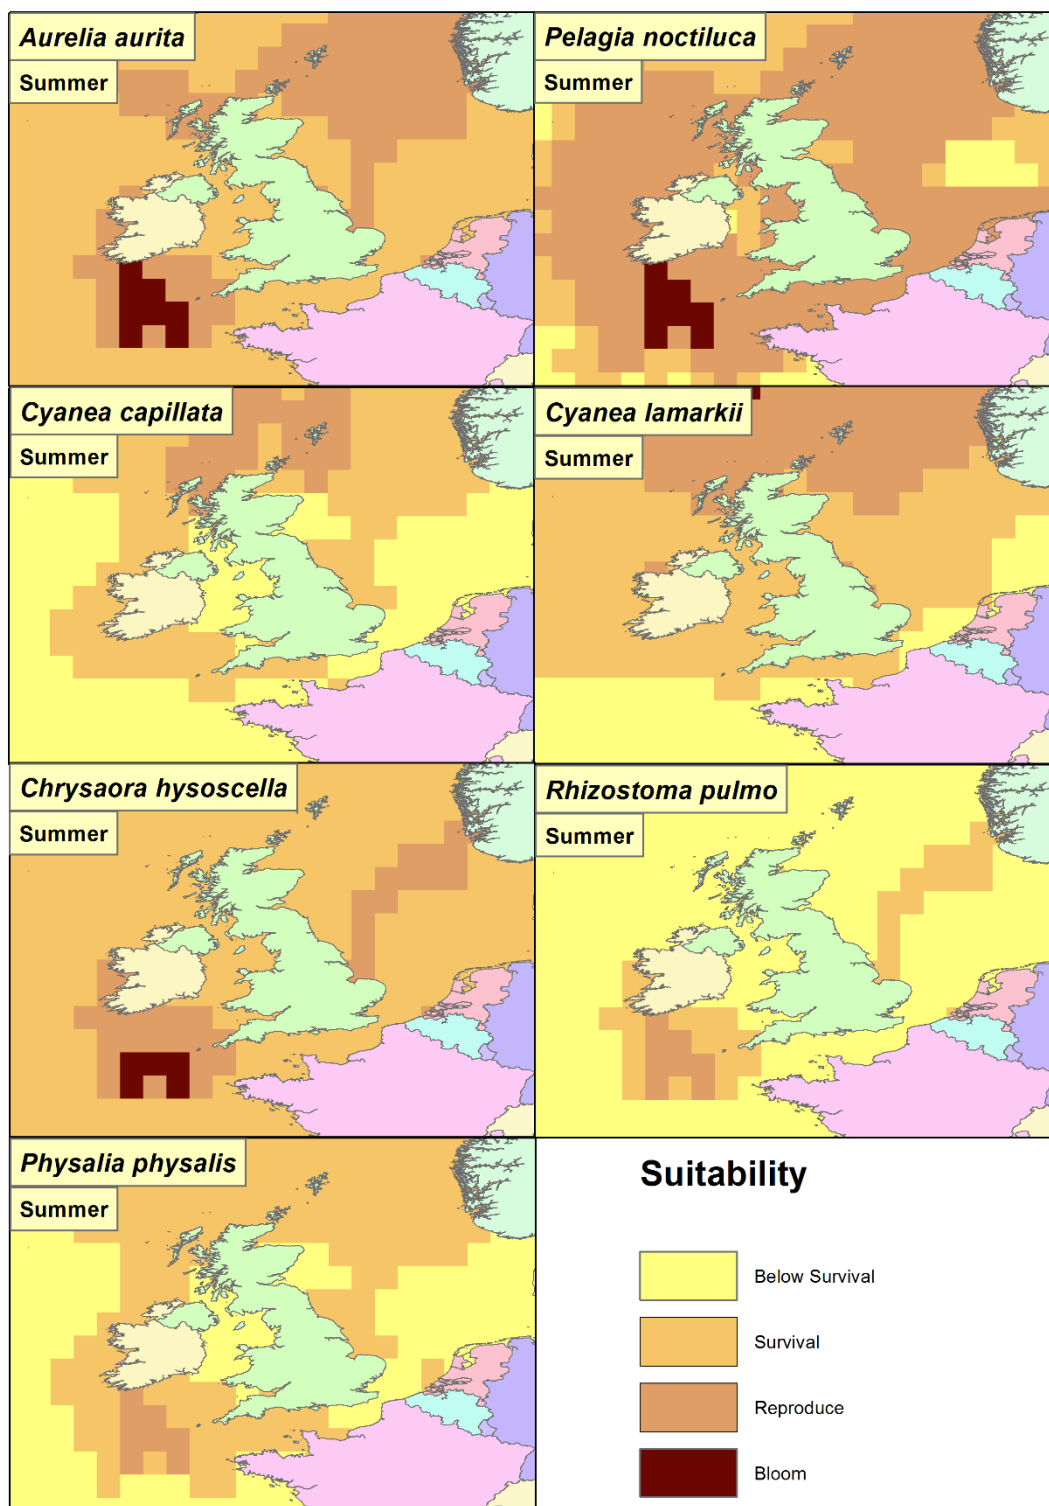 Aurelia aurita
Summer
Pelagia noctiluca
Summer
Cyanea capillata
Summer
Cyanea lamarkii
Summer
Chrysaora hysoscella
Summer
Rhizostoma pulmo
Summer
Physalia physalis
Summer
Suitability
Below Survival
Survival
Reproduce
Bloom